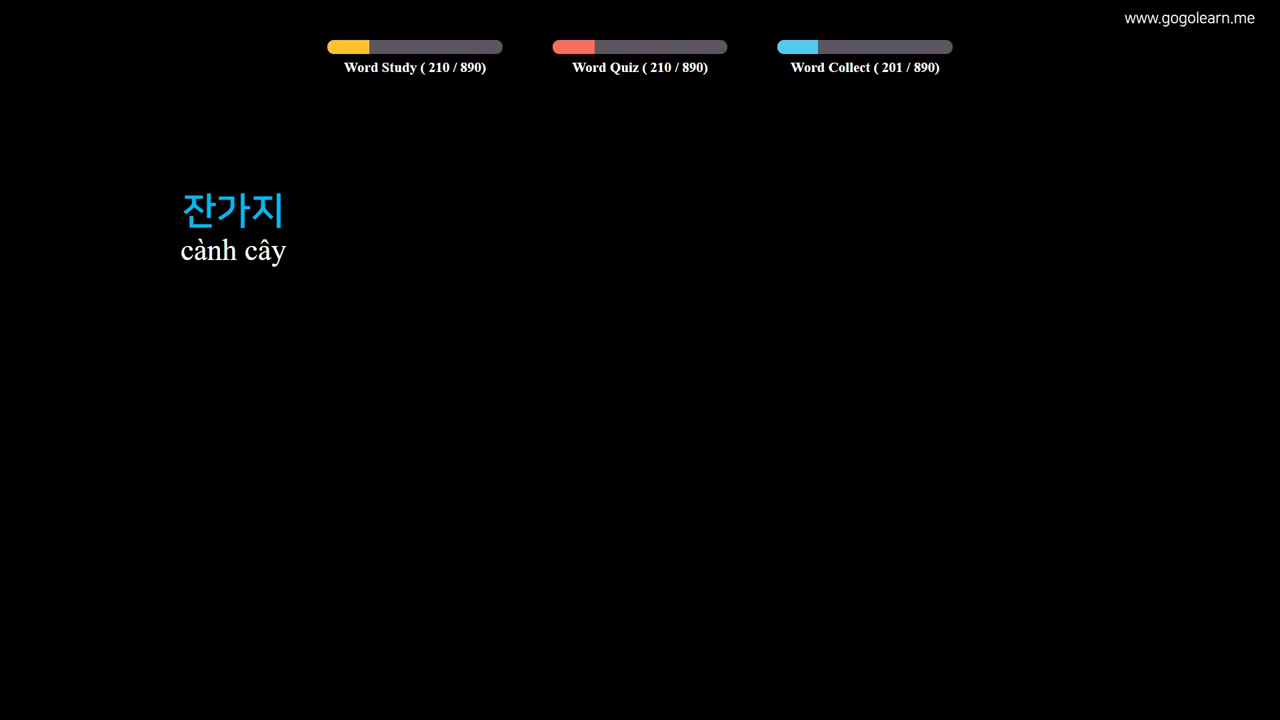 www.gogolearn.me
Word Study ( 210 / 890)
Word Quiz ( 210 / 890)
Word Collect ( 201 / 890)
잔가지
cành cây